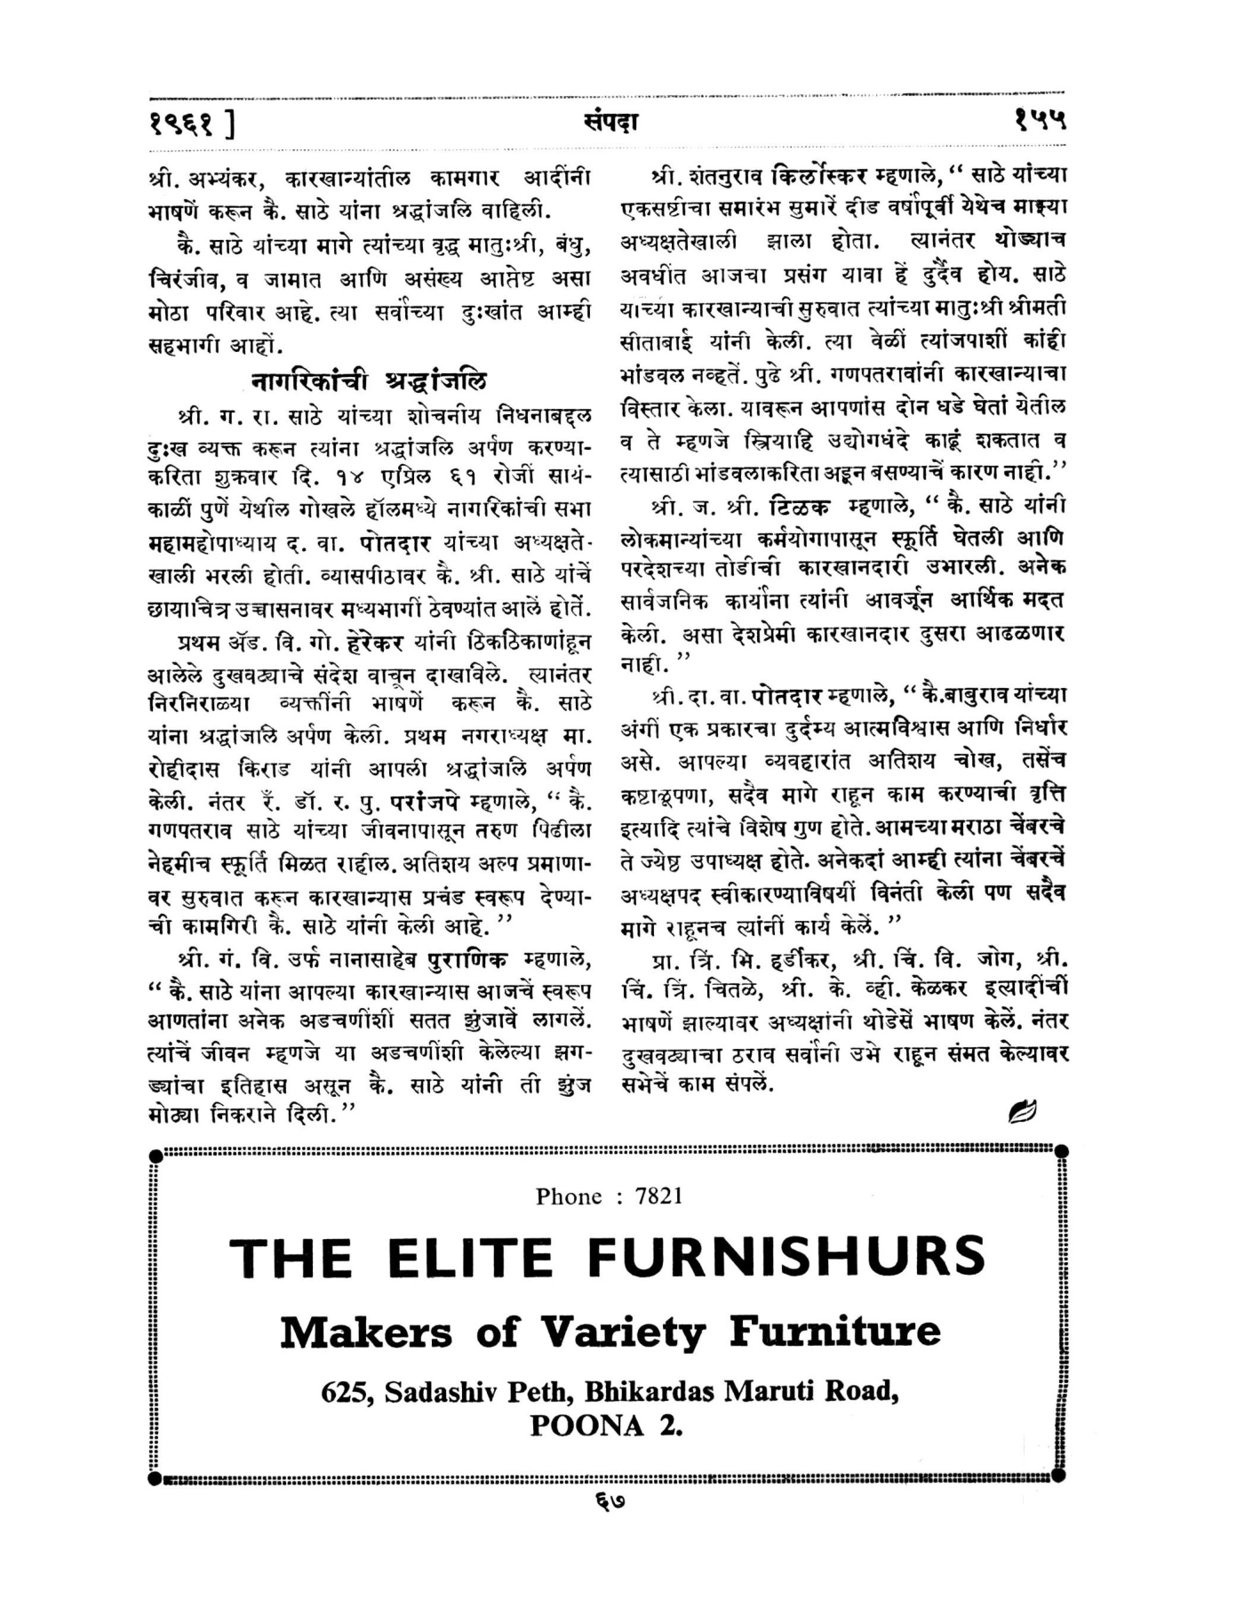 १९६१ ]
संपदा
१५५
श्री. अभ्यंकर, कारखान्यांतील कामगार आदींनी
भाषणें करून कै. साठे यांना श्रद्धांजलि वाहिली.
कै. साठे यांच्या मागे त्यांच्या वृद्ध मातुःश्री, बंधु,
चिरंजीव, व जामात आणि असंख्य आप्तेष्ट असा
मोठा परिवार आहे. त्या सर्वांच्या दुःखांत आम्ही
सहभागी आहों.
नागरिकांची श्रद्धांजलि
श्री. ग. रा. साठे यांच्या शोचनीय निधनाबद्दल
दुःख व्यक्त करून त्यांना श्रद्धांजलि अर्पण करण्या-
करिता शुक्रवार दि. १४ एप्रिल ६१ रोजीं सायं-
काळीं पुणें येथील गोखले हॉलमध्ये नागरिकांची सभा
महामहोपाध्याय द. वा. पोतदार यांच्या अध्यक्षते-
खाली भरली होती. व्यासपीठावर कै. श्री. साठे यांचें
छायाचित्र उच्चासनावर मध्यभागीं ठेवण्यांत आलें होतें.
प्रथम ॲड. वि. गो. हेरेकर यांनी ठिकठिकाणांहून
आलेले दुखवट्याचे संदेश वाचून दाखविले. त्यानंतर
निरनिराळ्या व्यक्तींनी भाषणें करून कै. साठे
यांना श्रद्धांजलि अर्पण केली. प्रथम नगराध्यक्ष मा.
रोहीदास किराड यांनी आपली श्रद्धांजलि अर्पण
केली. नंतर रँ. डॉ. र. पु. परांजपे म्हणाले, “ कै.
गणपतराव साठे यांच्या जीवनापासून तरुण पिढीला
नेहमीच स्फूर्ति मिळत राहील. अतिशय अल्प प्रमाणा-
वर सुरुवात करून कारखान्यास प्रचंड स्वरूप देण्या-
ची कामगिरी कै. साठे यांनी केली आहे. ”
श्री. गं. वि. उर्फ नानासाहेब पुराणिक म्हणाले,
“ कै. साठे यांना आपल्या कारखान्यास आजचें स्वरूप
आणतांना अनेक अडचणींशीं सतत झुंजावें लागलें.
त्यांचें जीवन म्हणजे या अडचणींशी केलेल्या झग-
ड्यांचा इतिहास असून कै. साठे यांनी ती झुंज
मोठ्या निकराने दिली. ”
श्री. शंतनुराव किर्लोस्कर म्हणाले, “ साठे यांच्या
एकसष्टीचा समारंभ सुमारें दीड वर्षापूर्वी येथेच माझ्या
अध्यक्षतेखाली झाला होता. त्यानंतर थोड्याच
अवधींत आजचा प्रसंग यावा हें दुर्दैव होय. साठे
यांच्या कारखान्याची सुरुवात त्यांच्या मातुःश्री श्रीमती
सीताबाई यांनी केली. त्या वेळीं त्यांजपाशीं कांही
भांडवल नव्हतें. पुढे श्री. गणपतरावांनी कारखान्याचा
विस्तार केला. यावरून आपणांस दोन धडे घेतां येतील
व ते म्हणजे स्त्रियाहि उद्योगधंदे काढूं शकतात व
त्यासाठी भांडवलाकरिता अडून बसण्याचें कारण नाही. ”
श्री. ज. श्री. टिळक म्हणाले, “ कै. साठे यांनी
लोकमान्यांच्या कर्मयोगापासून स्फूर्ति घेतली आणि
परदेशच्या तोडीची कारखानदारी उभारली. अनेक
सार्वजनिक कार्यांना त्यांनी आवर्जून आर्थिक मदत
केली. असा देशप्रेमी कारखानदार दुसरा आढळणार
नाही. ”
श्री. दा. वा. पोतदार म्हणाले, “ कै. बाबुराव यांच्या
अंगीं एक प्रकारचा दुर्दम्य आत्मविश्वास आणि निर्धार
असे. आपल्या व्यवहारांत अतिशय चोख, तसेंच
कष्टाळूपणा, सदैव मागे राहून काम करण्याची वृत्ति
इत्यादि त्यांचे विशेष गुण होते. आमच्या मराठा चेंबरचे
ते ज्येष्ठ उपाध्यक्ष होते. अनेकदां आम्ही त्यांना चेंबरचें
अध्यक्षपद स्वीकारण्याविषयीं विनंती केली पण सदैव
मागे राहूनच त्यांनीं कार्य केलें. ”
प्रा. त्रिं. भि. हर्डीकर, श्री. चिं. वि. जोग, श्री.
चिं. त्रिं. चितळे, श्री. के. व्ही. केळकर इत्यादींचीं
भाषणें झाल्यावर अध्यक्षांनी थोडेसें भाषण केलें. नंतर
दुखवट्याचा ठराव सर्वांनी उभे राहून संमत केल्यावर
सभेचें काम संपलें.
Phone : 7821
THE ELITE FURNISHURS
Makers of Variety Furniture
625, Sadashiv Peth, Bhikardas Maruti Road,
POONA 2.
६७